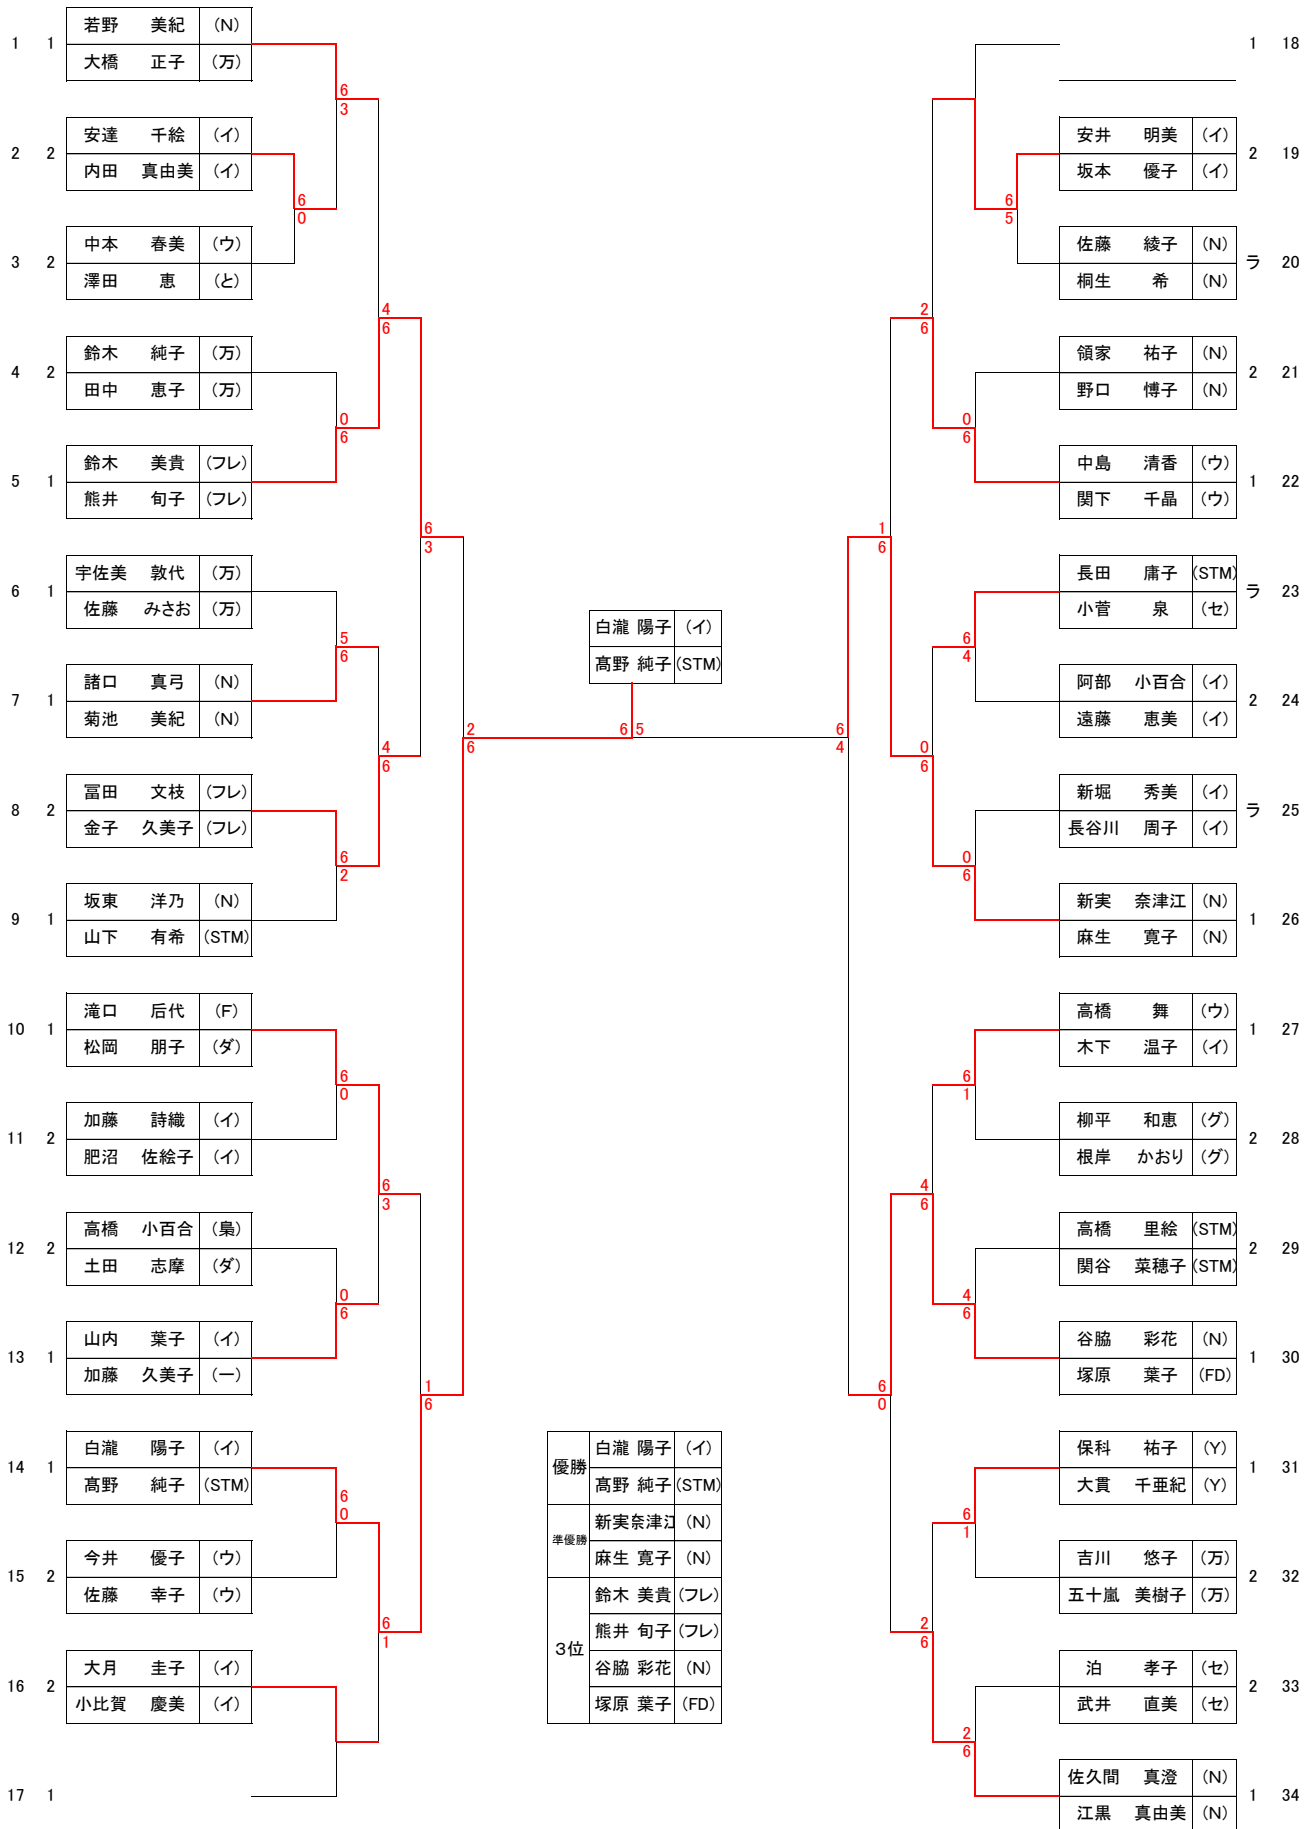 若野 美紀 (N)
1 1
大橋 正子 (万)
6
3
安達 千絵 (イ)
2 2
内田 真由美 (イ)
6
0
中本 春美 (ウ)
3 2
澤田 恵 (と)
4
6
鈴木 純子 (万)
4 2
田中 恵子 (万)
0
6
鈴木 美貴 (フレ)
5 1
熊井 旬子 (フレ)
6
3
宇佐美 敦代 (万)
6 1
佐藤 みさお (万)
5
6
諸口 真弓 (N)
7 1
菊池 美紀 (N)
4
6
冨田 文枝 (フレ)
8 2
金子 久美子 (フレ)
6
2
坂東 洋乃 (N)
9 1
山下 有希 (STM)
2
6
滝口 后代 (F)
10 1
松岡 朋子 (ダ)
6
0
加藤 詩織 (イ)
11 2
肥沼 佐絵子 (イ)
6
3
高橋 小百合 (梟)
12 2
土田 志摩 (ダ)
0
6
山内 葉子 (イ)
13 1
加藤 久美子 (一)
1
6
白瀧 陽子 (イ)
14 1
髙野 純子 (STM)
6
0
今井 優子 (ウ)
15 2
佐藤 幸子 (ウ)
6
1
大月 圭子 (イ)
16 2
小比賀 慶美 (イ)
17 1
白瀧 陽子 (イ)
髙野 純子 (STM)
6 5
優勝
白瀧 陽子 (イ)
髙野 純子 (STM)
準優勝
新実奈津江 (N)
麻生 寛子 (N)
3位
鈴木 美貴 (フレ)
熊井 旬子 (フレ)
谷脇 彩花 (N)
塚原 葉子 (FD)
1 18
安井 明美 (イ)
2 19
坂本 優子 (イ)
6
5
佐藤 綾子 (N)
ラ 20
桐生 希 (N)
2
6
領家 祐子 (N)
2 21
野口 博子 (N)
0
6
中島 清香 (ウ)
1 22
関下 千晶 (ウ)
1
6
長田 庸子 (STM)
ラ 23
小菅 泉 (セ)
6
4
阿部 小百合 (イ)
2 24
遠藤 恵美 (イ)
0
6
新堀 秀美 (イ)
ラ 25
長谷川 周子 (イ)
0
6
新実 奈津江 (N)
1 26
麻生 寛子 (N)
6
4
高橋 舞 (ウ)
1 27
木下 温子 (イ)
6
1
柳平 和恵 (グ)
2 28
根岸 かおり (グ)
4
6
高橋 里絵 (STM)
2 29
関谷 菜穂子 (STM)
4
6
谷脇 彩花 (N)
1 30
塚原 葉子 (FD)
6
0
保科 祐子 (Y)
1 31
大貫 千亜紀 (Y)
6
1
吉川 悠子 (万)
2 32
五十嵐 美樹子 (万)
2
6
泊 孝子 (セ)
2 33
武井 直美 (セ)
2
6
佐久間 真澄 (N)
1 34
江黒 真由美 (N)